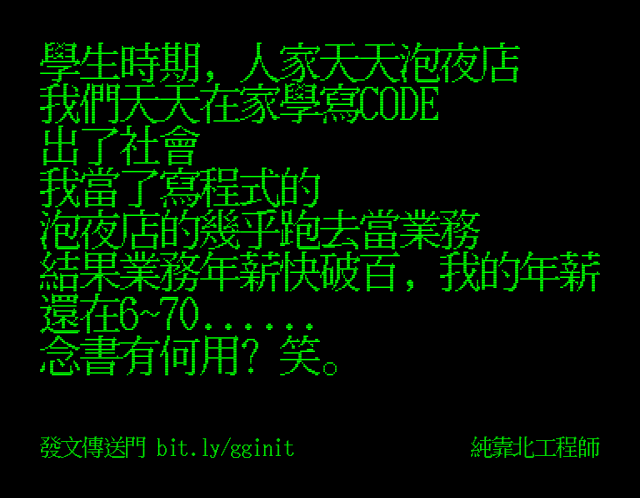 學生時期，人家天天泡夜店
我們天天在家學寫CODE
出了社會
我當了寫程式的
泡夜店的幾乎跑去當業務
結果業務年薪快破百，我的年薪
還在6~70......
念書有何用？笑。
發文傳送門 bit.ly/gginit
純靠北工程師